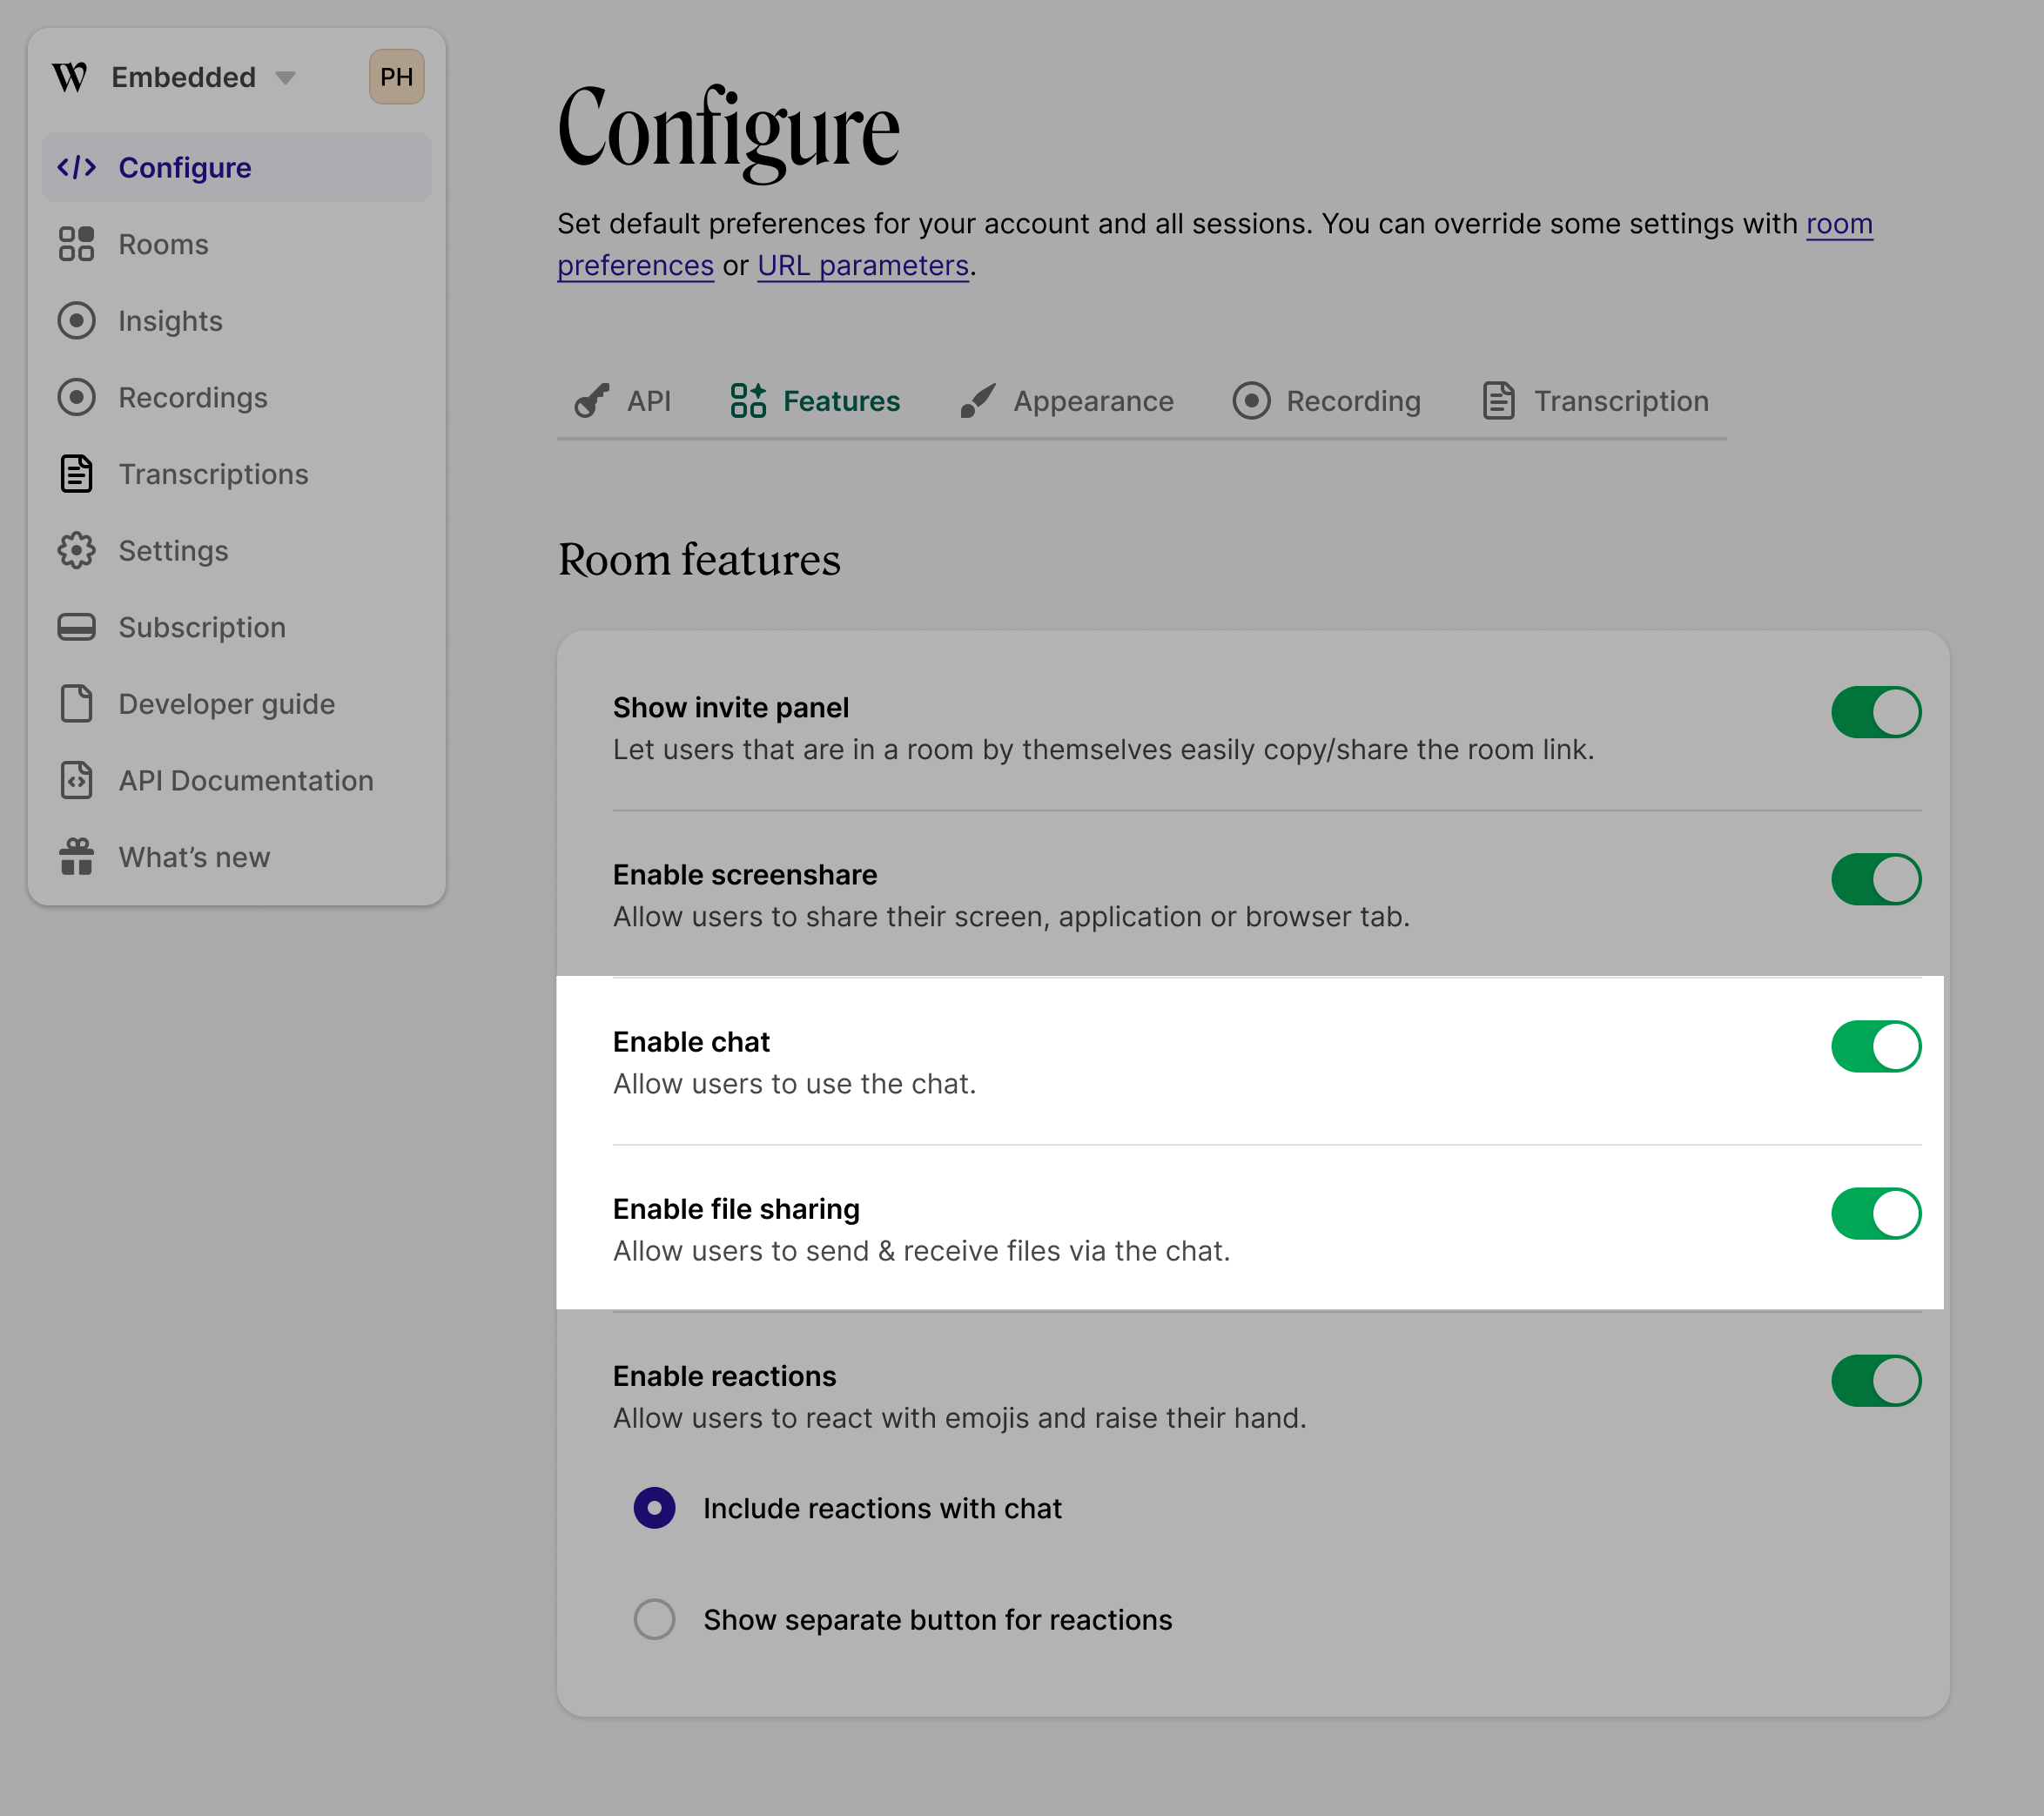 Embedded
PH
Configure
Rooms
Insights
Recordings
Transcriptions
Settings
Subscription
Developer guide
API Documentation
What’s new
Configure
Set default preferences for your account and all sessions. You can override some settings with room
preferences or URL parameters.
API
Features
Appearance
Recording
Transcription
Room features
Show invite panel
Let users that are in a room by themselves easily copy/share the room link.
Enable screenshare
Allow users to share their screen, application or browser tab.
Enable chat
Allow users to use the chat.
Enable file sharing
Allow users to send & receive files via the chat.
Enable reactions
Allow users to react with emojis and raise their hand.
Include reactions with chat
Show separate button for reactions